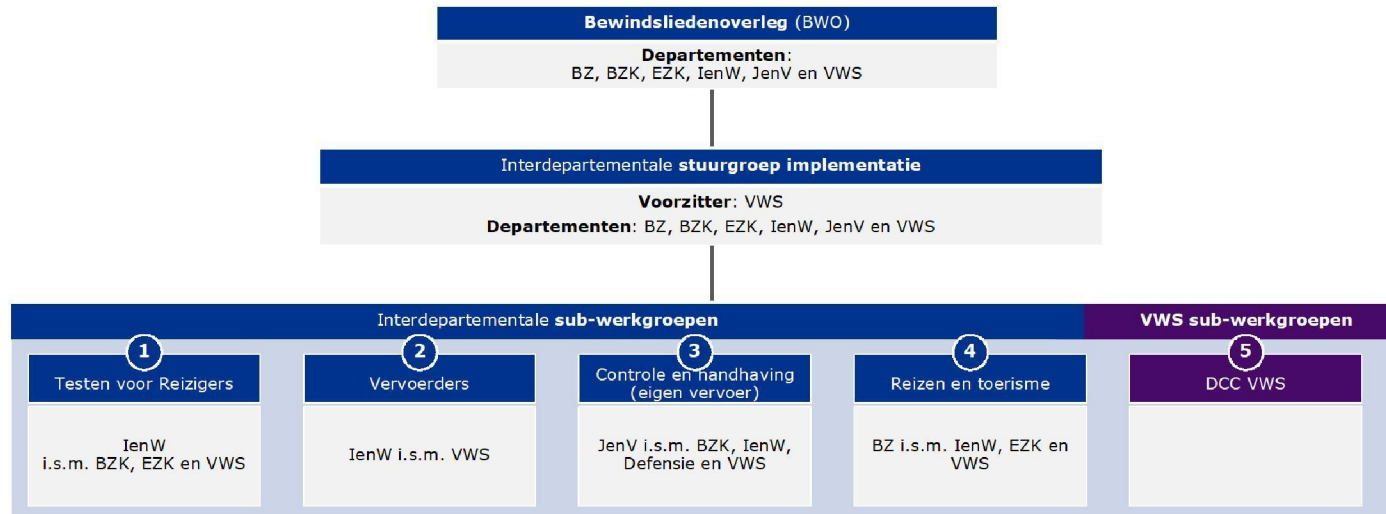 Bewindsliedenoverleg (BWO)
Departementen:
BZ, BZK, EZK, IenW, JenV en VWS
Interdepartementale stuurgroep implementatie
Voorzitter: VWS
Departementen: BZ, BZK, EZK, IenW, JenV en VWS
Interdepartementale sub-werkgroepen
VWS sub-werkgroepen
1
Testen voor Reizigers
IenW
i.s.m. BZK, EZK en VWS
2
Vervoerders
IenW i.s.m. VWS
3
Controle en handhaving
(eigen vervoer)
JenV i.s.m. BZK, IenW,
Defensie en VWS
4
Reizen en toerisme
BZ i.s.m. IenW, EZK en
VWS
5
DCC VWS